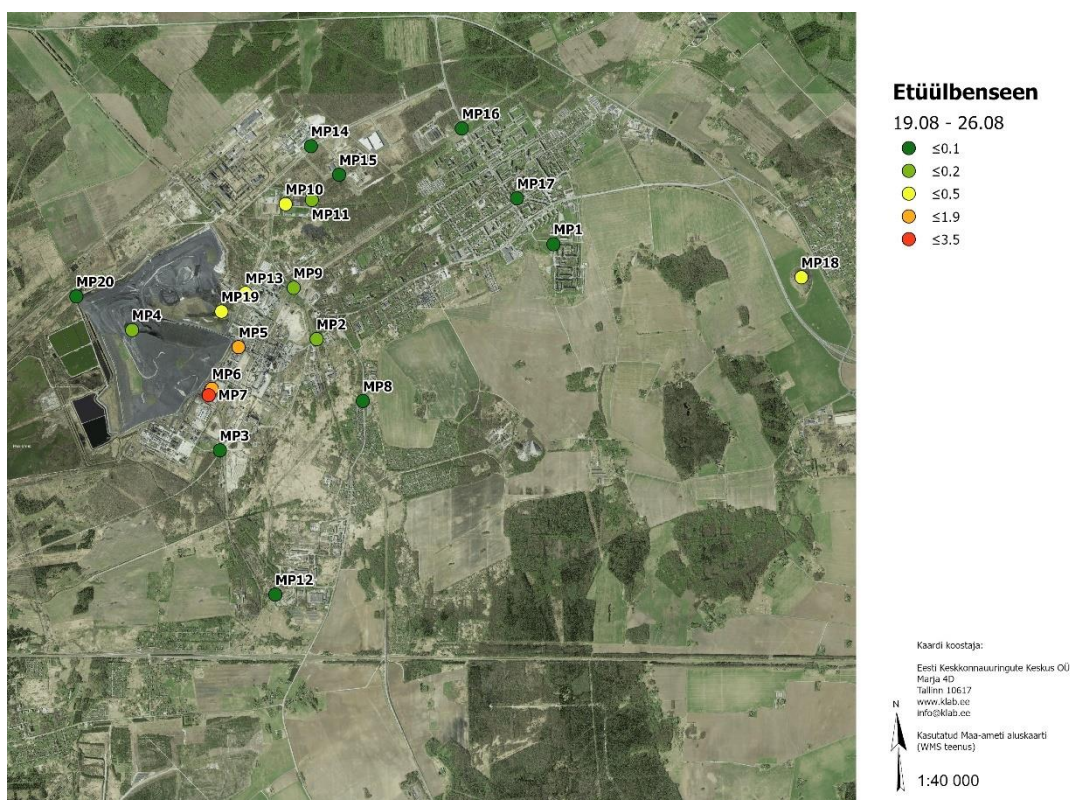 Etüülbenseen
19.08 - 26.08
≤0.1
≤0.2
≤0.5
≤1.9
≤3.5
MP16
MP14
MP15
MP10
MP11
MP17
MP1
MP18
MP13
MP9
MP20
MP19
MP4
MP5
MP2
MP6
MP7
MP8
MP3
MP12
Kaardi koostaja:
Eesti Keskkonnauuringute Keskus OÜ
Marja 4D
Tallinn 10617
www.klab.ee
info@klab.ee
N
Kasutatud Maa-ameti aluskaarti
(WMS teenus)
1:40 000